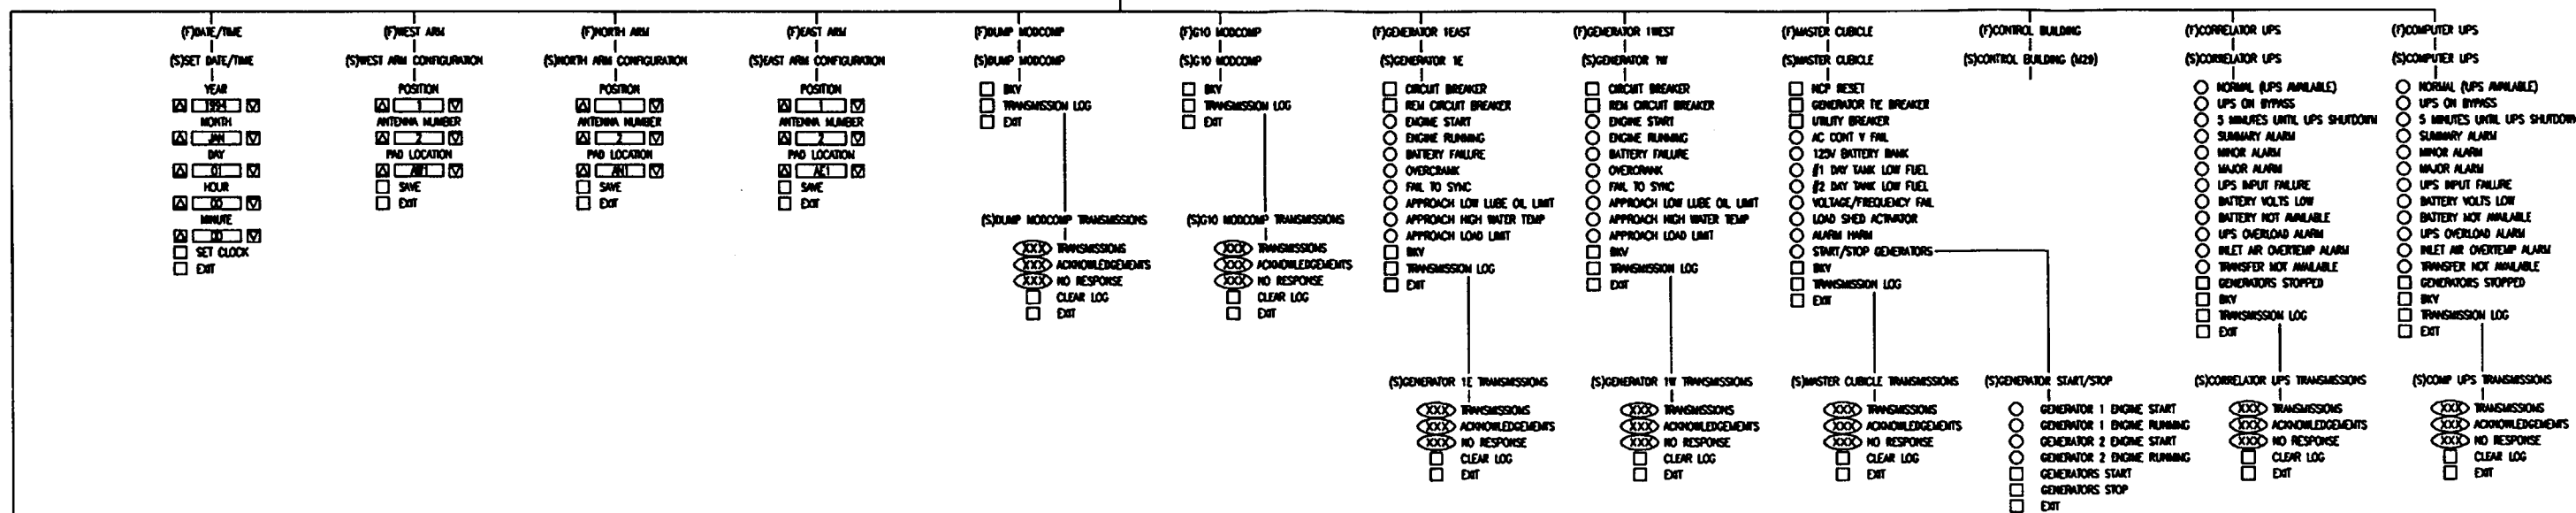 (F)DATE/TIME
(S)SET DATE/TIME
YEAR
1994
MONTH
JAN
DAY
01
HOUR
00
MINUTE
00
SET CLOCK
EXIT
(F)WEST ARM
(S)WEST ARM CONFIGURATION
POSITION
1
ANTENNA NUMBER
2
PAD LOCATION
AW1
SAVE
EXIT
(F)NORTH ARM
(S)NORTH ARM CONFIGURATION
POSITION
1
ANTENNA NUMBER
2
PAD LOCATION
AN1
SAVE
EXIT
(F)EAST ARM
(S)EAST ARM CONFIGURATION
POSITION
1
ANTENNA NUMBER
2
PAD LOCATION
AE1
SAVE
EXIT
(F)DUMP MODCOMP
(S)DUMP MODCOMP
BKV
TRANSMISSION LOG
EXIT
(S)DUMP MODCOMP TRANSMISSIONS
XXX TRANSMISSIONS
XXX ACKNOWLEDGEMENTS
XXX NO RESPONSE
CLEAR LOG
EXIT
(F)G10 MODCOMP
(S)G10 MODCOMP
BKV
TRANSMISSION LOG
EXIT
(S)G10 MODCOMP TRANSMISSIONS
XXX TRANSMISSIONS
XXX ACKNOWLEDGEMENTS
XXX NO RESPONSE
CLEAR LOG
EXIT
(F)GENERATOR 1EAST
(S)GENERATOR 1E
CIRCUIT BREAKER
REM CIRCUIT BREAKER
ENGINE START
ENGINE RUNNING
BATTERY FAILURE
OVERCRANK
FAIL TO SYNC
APPROACH LOW LUBE OIL LIMIT
APPROACH HIGH WATER TEMP
APPROACH LOAD LIMIT
BKV
TRANSMISSION LOG
EXIT
(S)GENERATOR 1E TRANSMISSIONS
XXX TRANSMISSIONS
XXX ACKNOWLEDGEMENTS
XXX NO RESPONSE
CLEAR LOG
EXIT
(F)GENERATOR 1WEST
(S)GENERATOR 1W
CIRCUIT BREAKER
REM CIRCUIT BREAKER
ENGINE START
ENGINE RUNNING
BATTERY FAILURE
OVERCRANK
FAIL TO SYNC
APPROACH LOW LUBE OIL LIMIT
APPROACH HIGH WATER TEMP
APPROACH LOAD LIMIT
BKV
TRANSMISSION LOG
EXIT
(S)GENERATOR 1W TRANSMISSIONS
XXX TRANSMISSIONS
XXX ACKNOWLEDGEMENTS
XXX NO RESPONSE
CLEAR LOG
EXIT
(F)MASTER CUBICLE
(S)MASTER CUBICLE
NCP RESET
GENERATOR TIE BREAKER
UTILITY BREAKER
AC CONT V FAIL
125V BATTERY BANK
#1 DAY TANK LOW FUEL
#2 DAY TANK LOW FUEL
VOLTAGE/FREQUENCY FAIL
LOAD SHED ACTIVATOR
ALARM HARM
START/STOP GENERATORS
BKV
TRANSMISSION LOG
EXIT
(S)MASTER CUBICLE TRANSMISSIONS
XXX TRANSMISSIONS
XXX ACKNOWLEDGEMENTS
XXX NO RESPONSE
CLEAR LOG
EXIT
(F)CONTROL BUILDING
(S)CONTROL BUILDING (M29)
(S)GENERATOR START/STOP
GENERATOR 1 ENGINE START
GENERATOR 1 ENGINE RUNNING
GENERATOR 2 ENGINE START
GENERATOR 2 ENGINE RUNNING
GENERATORS START
GENERATORS STOP
EXIT
(F)CORRELATOR UPS
(S)CORRELATOR UPS
NORMAL (UPS AVAILABLE)
UPS ON BYPASS
5 MINUTES UNTIL UPS SHUTDOWN
SUMMARY ALARM
MINOR ALARM
MAJOR ALARM
UPS INPUT FAILURE
BATTERY VOLTS LOW
BATTERY NOT AVAILABLE
UPS OVERLOAD ALARM
INLET AIR OVERTEMP ALARM
TRANSFER NOT AVAILABLE
GENERATORS STOPPED
BKV
TRANSMISSION LOG
EXIT
(S)CORRELATOR UPS TRANSMISSIONS
XXX TRANSMISSIONS
XXX ACKNOWLEDGEMENTS
XXX NO RESPONSE
CLEAR LOG
EXIT
(F)COMPUTER UPS
(S)COMPUTER UPS
NORMAL (UPS AVAILABLE)
UPS ON BYPASS
5 MINUTES UNTIL UPS SHUTDOWN
SUMMARY ALARM
MINOR ALARM
MAJOR ALARM
UPS INPUT FAILURE
BATTERY VOLTS LOW
BATTERY NOT AVAILABLE
UPS OVERLOAD ALARM
INLET AIR OVERTEMP ALARM
TRANSFER NOT AVAILABLE
GENERATORS STOPPED
BKV
TRANSMISSION LOG
EXIT
(S)COMP UPS TRANSMISSIONS
XXX TRANSMISSIONS
XXX ACKNOWLEDGEMENTS
XXX NO RESPONSE
CLEAR LOG
EXIT